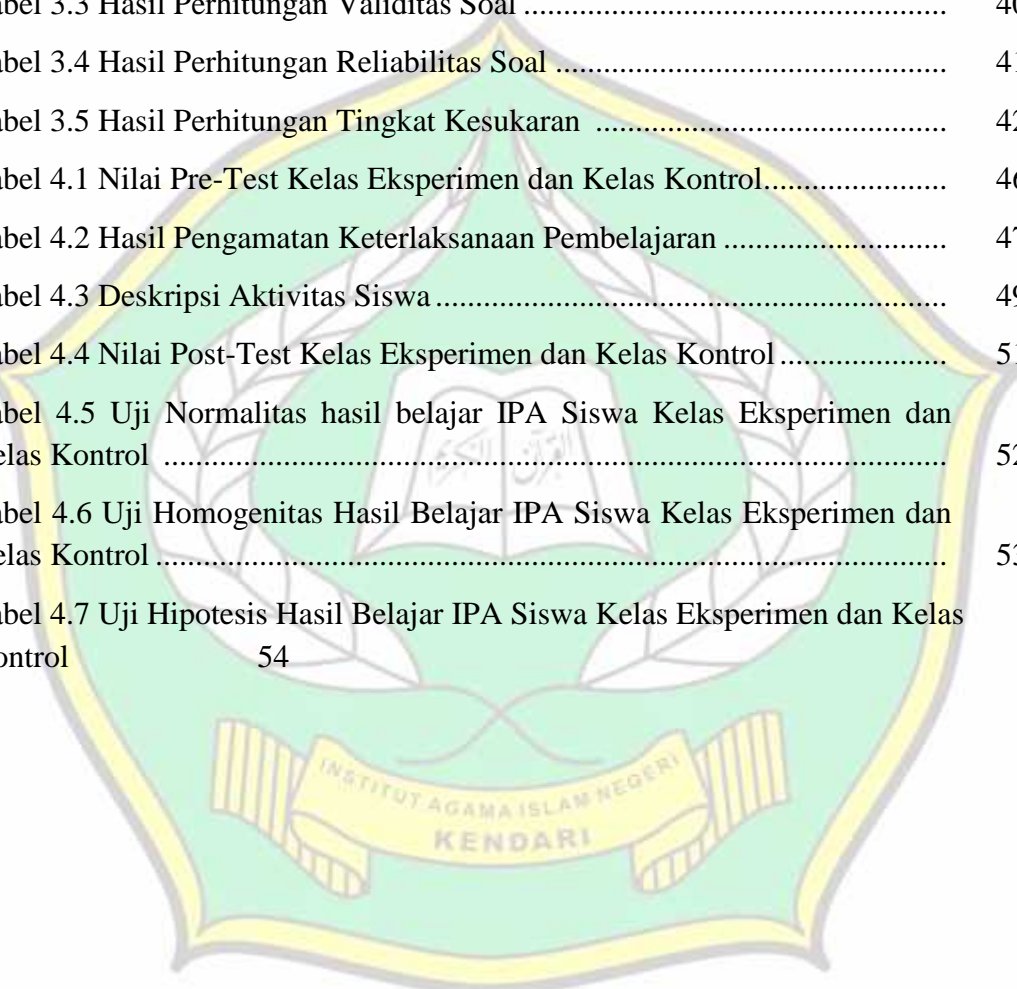 abel 3.3 Hasil Perhitungan Validitas Soal ........................................................ 40
abel 3.4 Hasil Perhitungan Reliabilitas Soal ................................................... 41
abel 3.5 Hasil Perhitungan Tingkat Kesukaran .............................................. 42
abel 4.1 Nilai Pre-Test Kelas Eksperimen dan Kelas Kontrol........................ 46
abel 4.2 Hasil Pengamatan Keterlaksanaan Pembelajaran ............................. 47
abel 4.3 Deskripsi Aktivitas Siswa ................................................................... 49
abel 4.4 Nilai Post-Test Kelas Eksperimen dan Kelas Kontrol ...................... 51
abel 4.5 Uji Normalitas hasil belajar IPA Siswa Kelas Eksperimen dan
elas Kontrol ....................................................................................................... 52
abel 4.6 Uji Homogenitas Hasil Belajar IPA Siswa Kelas Eksperimen dan
elas Kontrol ........................................................................................................ 53
abel 4.7 Uji Hipotesis Hasil Belajar IPA Siswa Kelas Eksperimen dan Kelas
ontrol 54
INSTITUT AGAMA ISLAM NEGERI
KENDARI